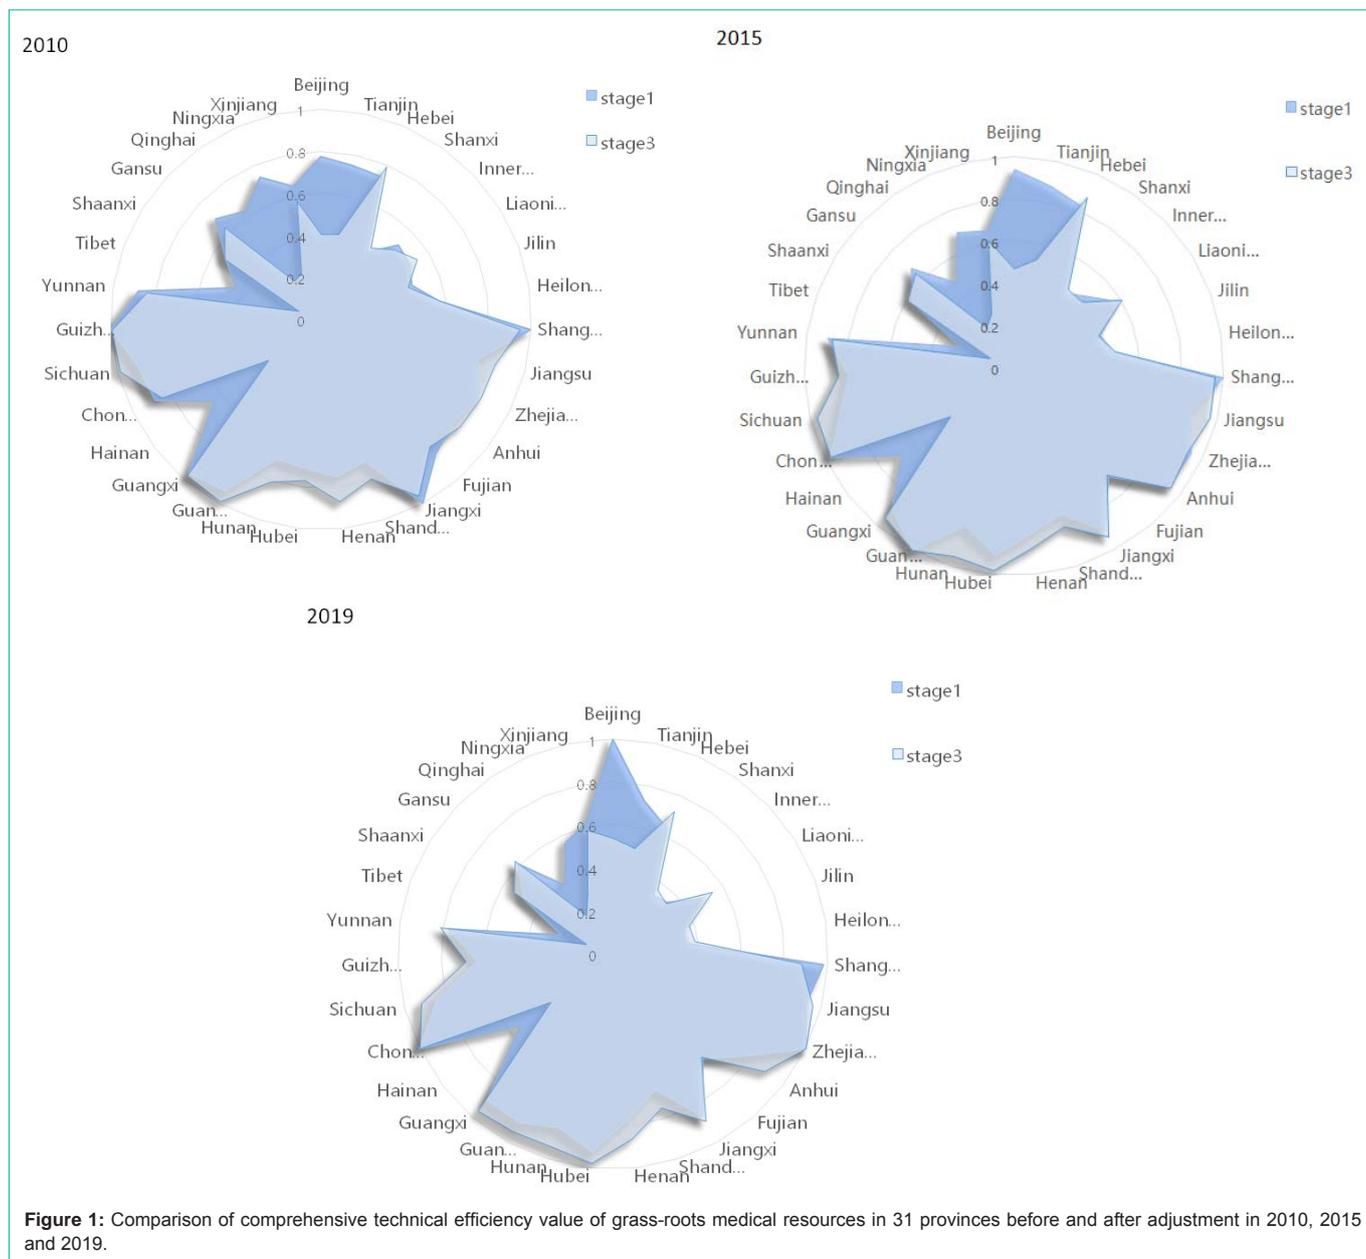 2010
Beijing
Tianjin
Hebei
Shanxi
Inner...
Liaoni...
Jilin
Heilon...
Shang...
Jiangsu
Zhejia...
Anhui
Fujian
Jiangxi
Shand...
Henan
Hubei
Hunan
Guan...
Guangxi
Hainan
Chon...
Sichuan
Guizh...
Yunnan
Tibet
Shaanxi
Gansu
Qinghai
Ningxia
Xinjiang
1
0.8
0.6
0.4
0.2
0
stage1
stage3
2015
Beijing
Tianjin
Hebei
Shanxi
Inner...
Liaoni...
Jilin
Heilon...
Shang...
Jiangsu
Zhejia...
Anhui
Fujian
Jiangxi
Shand...
Henan
Hubei
Hunan
Guan...
Guangxi
Hainan
Chon...
Sichuan
Guizh...
Yunnan
Tibet
Shaanxi
Gansu
Qinghai
Ningxia
Xinjiang
1
0.8
0.6
0.4
0.2
0
stage1
stage3
2019
Beijing
Tianjin
Hebei
Shanxi
Inner...
Liaoni...
Jilin
Heilon...
Shang...
Jiangsu
Zhejia...
Anhui
Fujian
Jiangxi
Shand...
Henan
Hubei
Hunan
Guan...
Guangxi
Hainan
Chon...
Sichuan
Guizh...
Yunnan
Tibet
Shaanxi
Gansu
Qinghai
Ningxia
Xinjiang
1
0.8
0.6
0.4
0.2
0
stage1
stage3
Figure 1: Comparison of comprehensive technical efficiency value of grass-roots medical resources in 31 provinces before and after adjustment in 2010, 2015
and 2019.